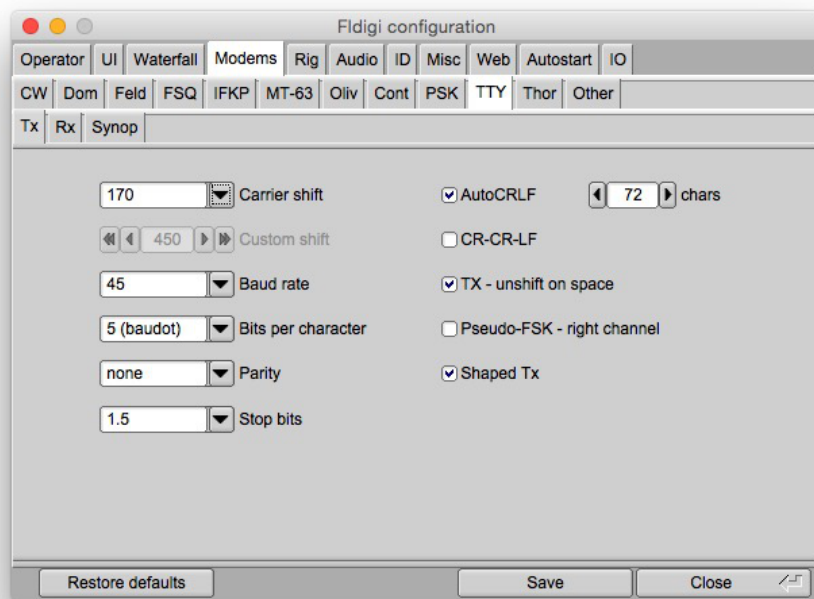 Fldigi configuration
Operator UI Waterfall Modems Rig Audio ID Misc Web Autostart IO
CW Dom Feld FSQ IFKP MT-63 Oliv Cont PSK TTY Thor Other
Tx Rx Synop
170 Carrier shift AutoCRLF 72 chars
450 Custom shift CR-CR-LF
45 Baud rate TX - unshift on space
5 (baudot) Bits per character Pseudo-FSK - right channel
none Parity Shaped Tx
1.5 Stop bits
Restore defaults Save Close